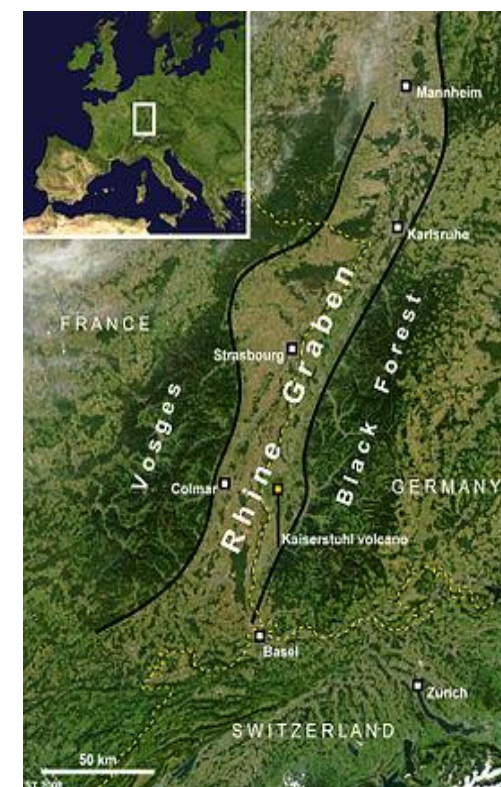 Mannheim
Karlsruhe
FRANCE
Strasbourg
Rhine Graben
Black Forest
Vosges
Colmar
GERMANY
Kaiserstuhl volcano
Basel
Zürich
SWITZERLAND
50 km